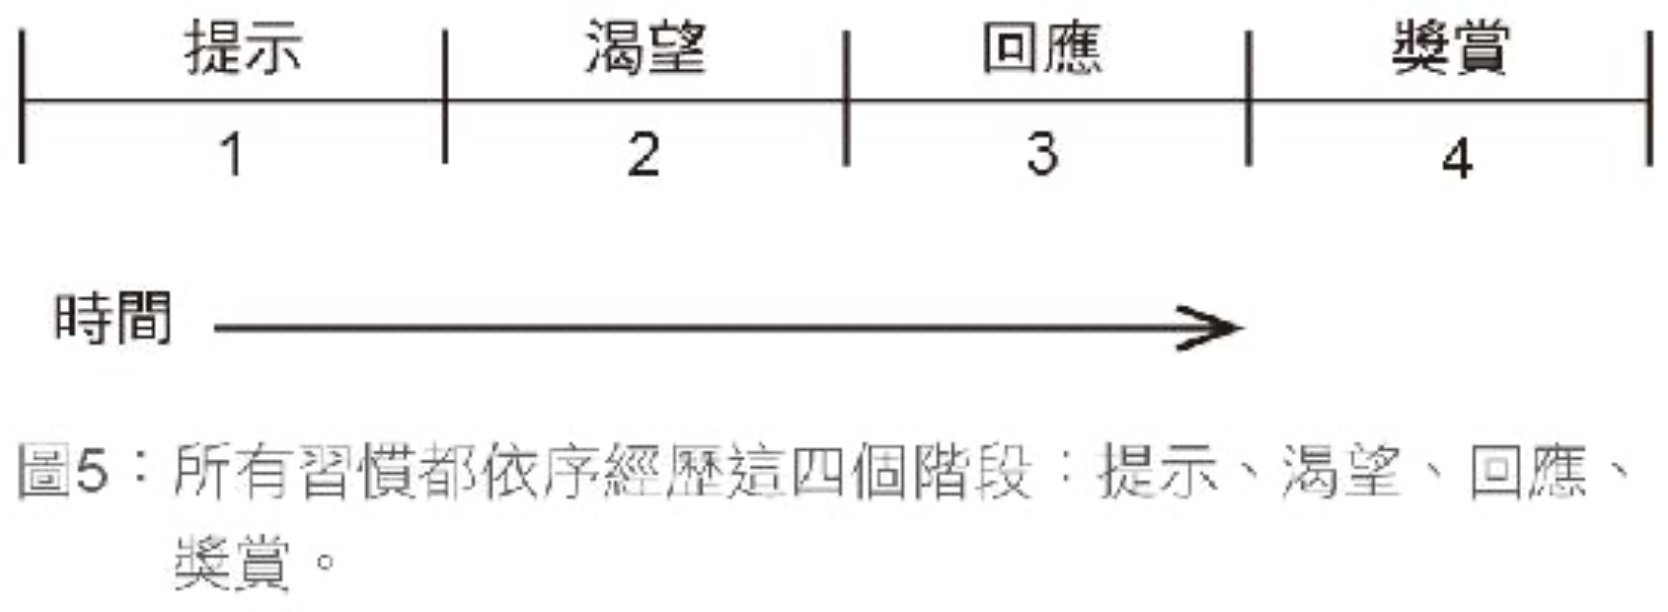 提示 渴望 回應 獎賞
1 2 3 4
時間
圖5：所有習慣都依序經歷這四個階段：提示、渴望、回應、
獎賞。